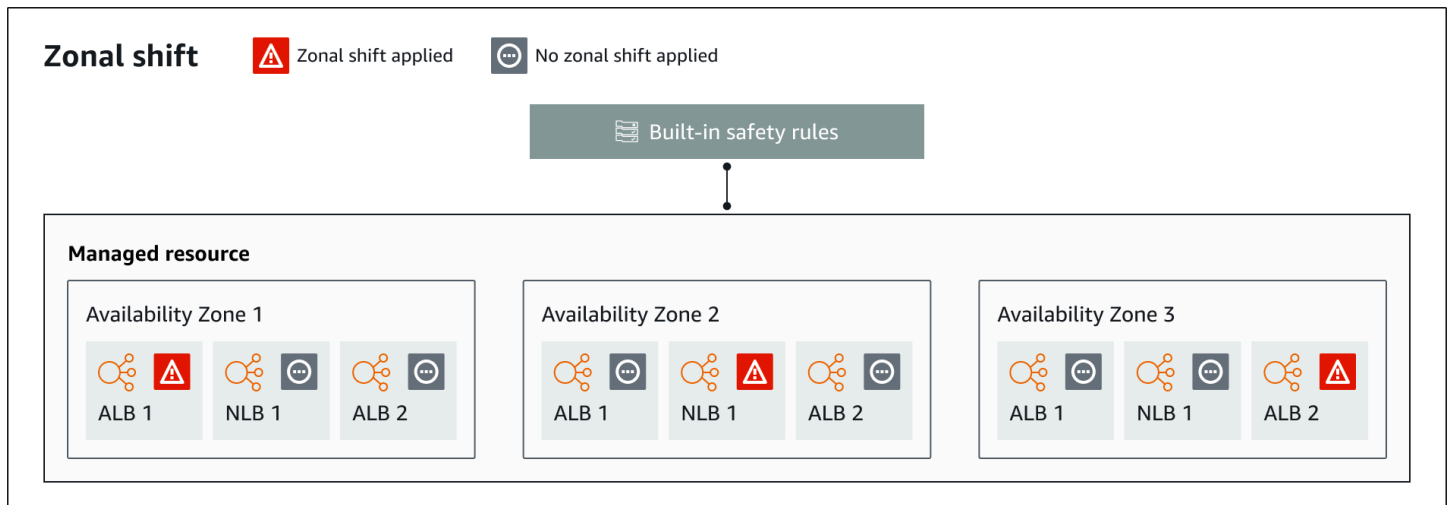 Zonal shift
Zonal shift applied
No zonal shift applied
Built-in safety rules
Managed resource
Availability Zone 1
ALB 1
NLB 1
ALB 2
Availability Zone 2
ALB 1
NLB 1
ALB 2
Availability Zone 3
ALB 1
NLB 1
ALB 2